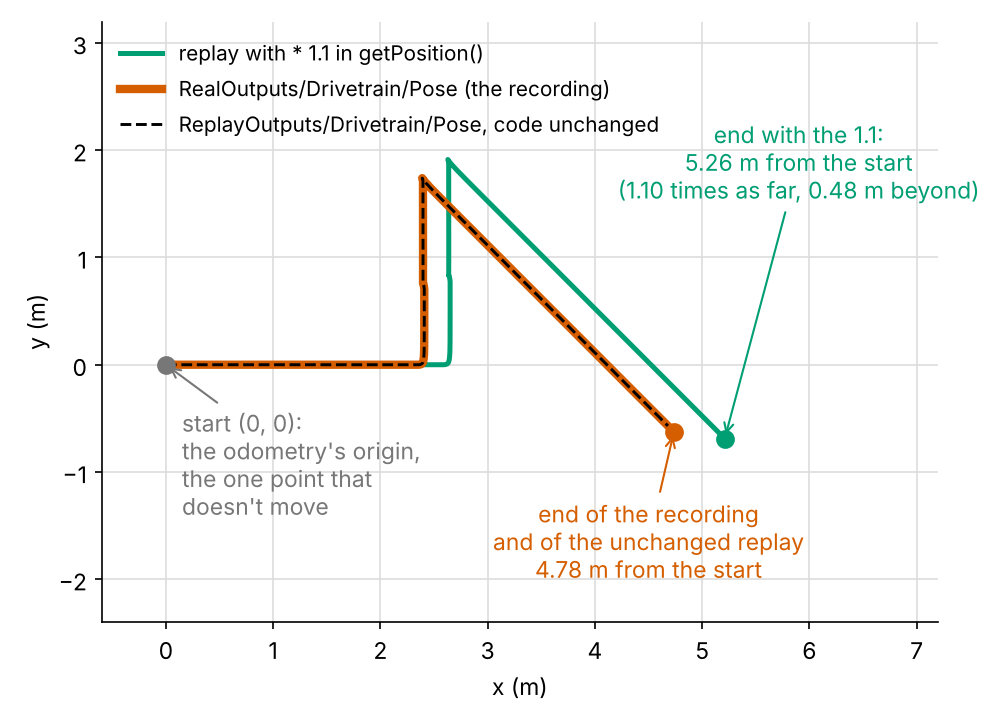 replay with * 1.1 in getPosition()
RealOutputs/Drivetrain/Pose (the recording)
ReplayOutputs/Drivetrain/Pose, code unchanged
end with the 1.1:
5.26 m from the start
(1.10 times as far, 0.48 m beyond)
start (0, 0):
the odometry's origin,
the one point that
doesn't move
end of the recording
and of the unchanged replay
4.78 m from the start
y (m)
3
2
1
0
−1
−2
0 1 2 3 4 5 6 7
x (m)